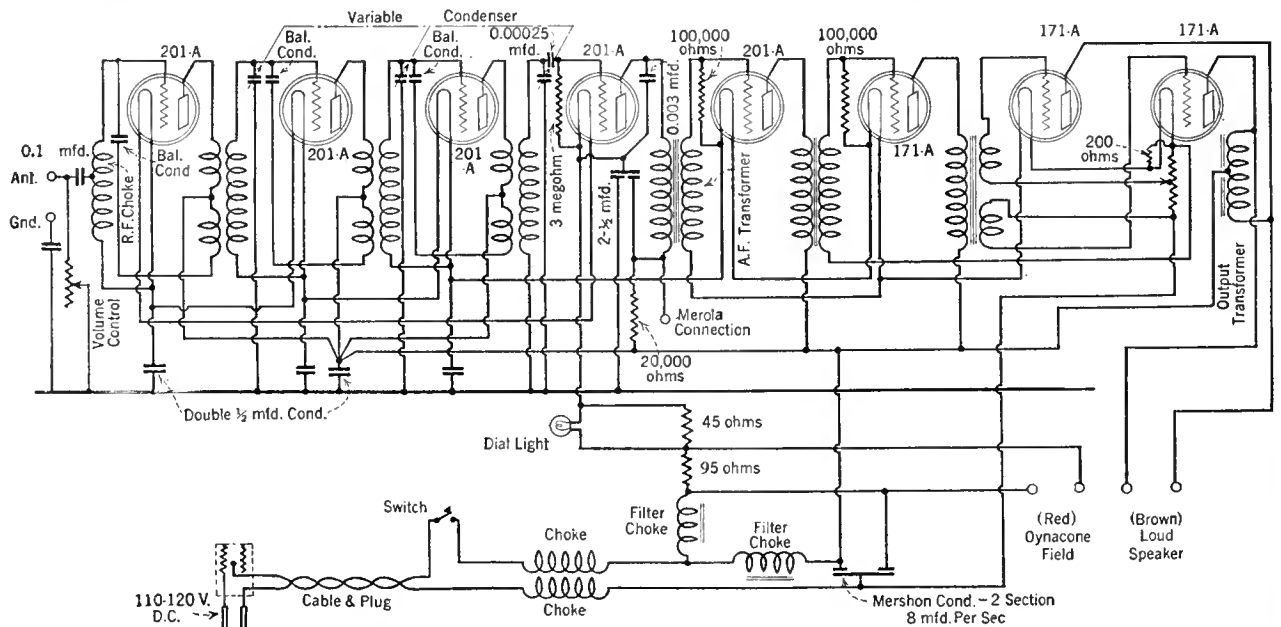 Variable Condenser
201-A
Bal.
Cond.
Bal.
Cond.
0.00025
mfd.
201-A
100,000
ohms
201-A
100,000
ohms
171-A
171-A
0.1 mfd.
Ant.
Gnd.
Bal.
Cond
R.F. Choke
Volume
Control
201-A
201
-A
3 megohm
2-½ mfd.
0.003 mfd.
A.F. Transformer
171-A
200
ohms
Output
Transformer
Merola
Connection
20,000
ohms
Double ½ mfd. Cond.
Dial Light
45 ohms
95 ohms
Switch
Choke
Filter
Choke
Filter
Choke
(Red)
Oynacone
Field
(Brown)
Loud
Speaker
110-120 V.
D.C.
Cable & Plug
Choke
Mershon Cond. - 2 Section
8 mfd. Per Sec